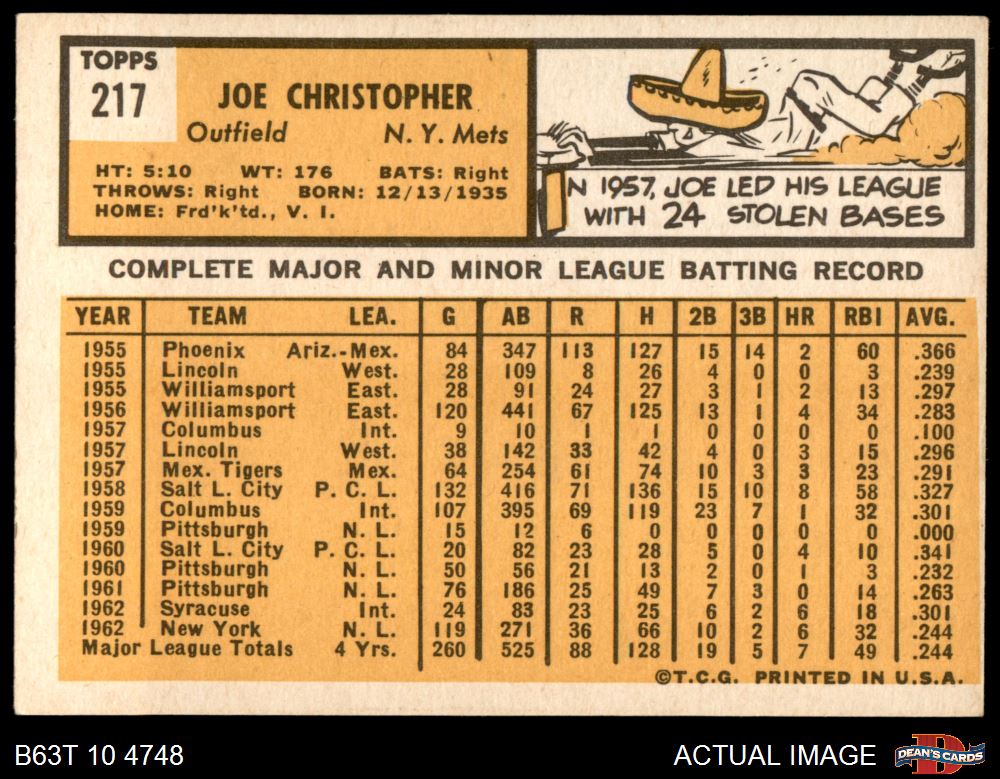 TOPPS
217
JOE CHRISTOPHER
Outfield N. Y. Mets
HT: 5:10 WT: 176 BATS: Right
THROWS: Right BORN: 12/13/1935
HOME: Frd'k'td., V. I.
IN 1957, JOE LED HIS LEAGUE
WITH 24 STOLEN BASES
COMPLETE MAJOR AND MINOR LEAGUE BATTING RECORD
YEAR TEAM LEA. G AB R H 2B 3B HR RBI AVG.
1955 Phoenix Ariz.-Mex. 84 347 113 127 15 14 2 60 .366
1955 Lincoln West. 28 109 8 26 4 0 0 3 .239
1955 Williamsport East. 28 91 24 27 3 1 2 13 .297
1956 Williamsport East. 120 441 67 125 13 1 4 34 .283
1957 Columbus Int. 9 10 1 1 0 0 0 0 .100
1957 Lincoln West. 38 142 33 42 4 0 3 15 .296
1957 Mex. Tigers Mex. 64 254 61 74 10 3 3 23 .291
1958 Salt L. City P. C. L. 132 416 71 136 15 10 8 58 .327
1959 Columbus Int. 107 395 69 119 23 7 1 32 .301
1959 Pittsburgh N. L. 15 12 6 0 0 0 0 0 .000
1960 Salt L. City P. C. L. 20 82 23 28 5 0 4 10 .341
1960 Pittsburgh N. L. 50 56 21 13 2 0 1 3 .232
1961 Pittsburgh N. L. 76 186 25 49 7 3 0 14 .263
1962 Syracuse Int. 24 83 23 25 6 2 6 18 .301
1962 New York N. L. 119 271 36 66 10 2 6 32 .244
Major League Totals 4 Yrs. 260 525 88 128 19 5 7 49 .244
©T.C.G. PRINTED IN U.S.A.
B63T 10 4748
ACTUAL IMAGE
D
DEAN'S CARDS